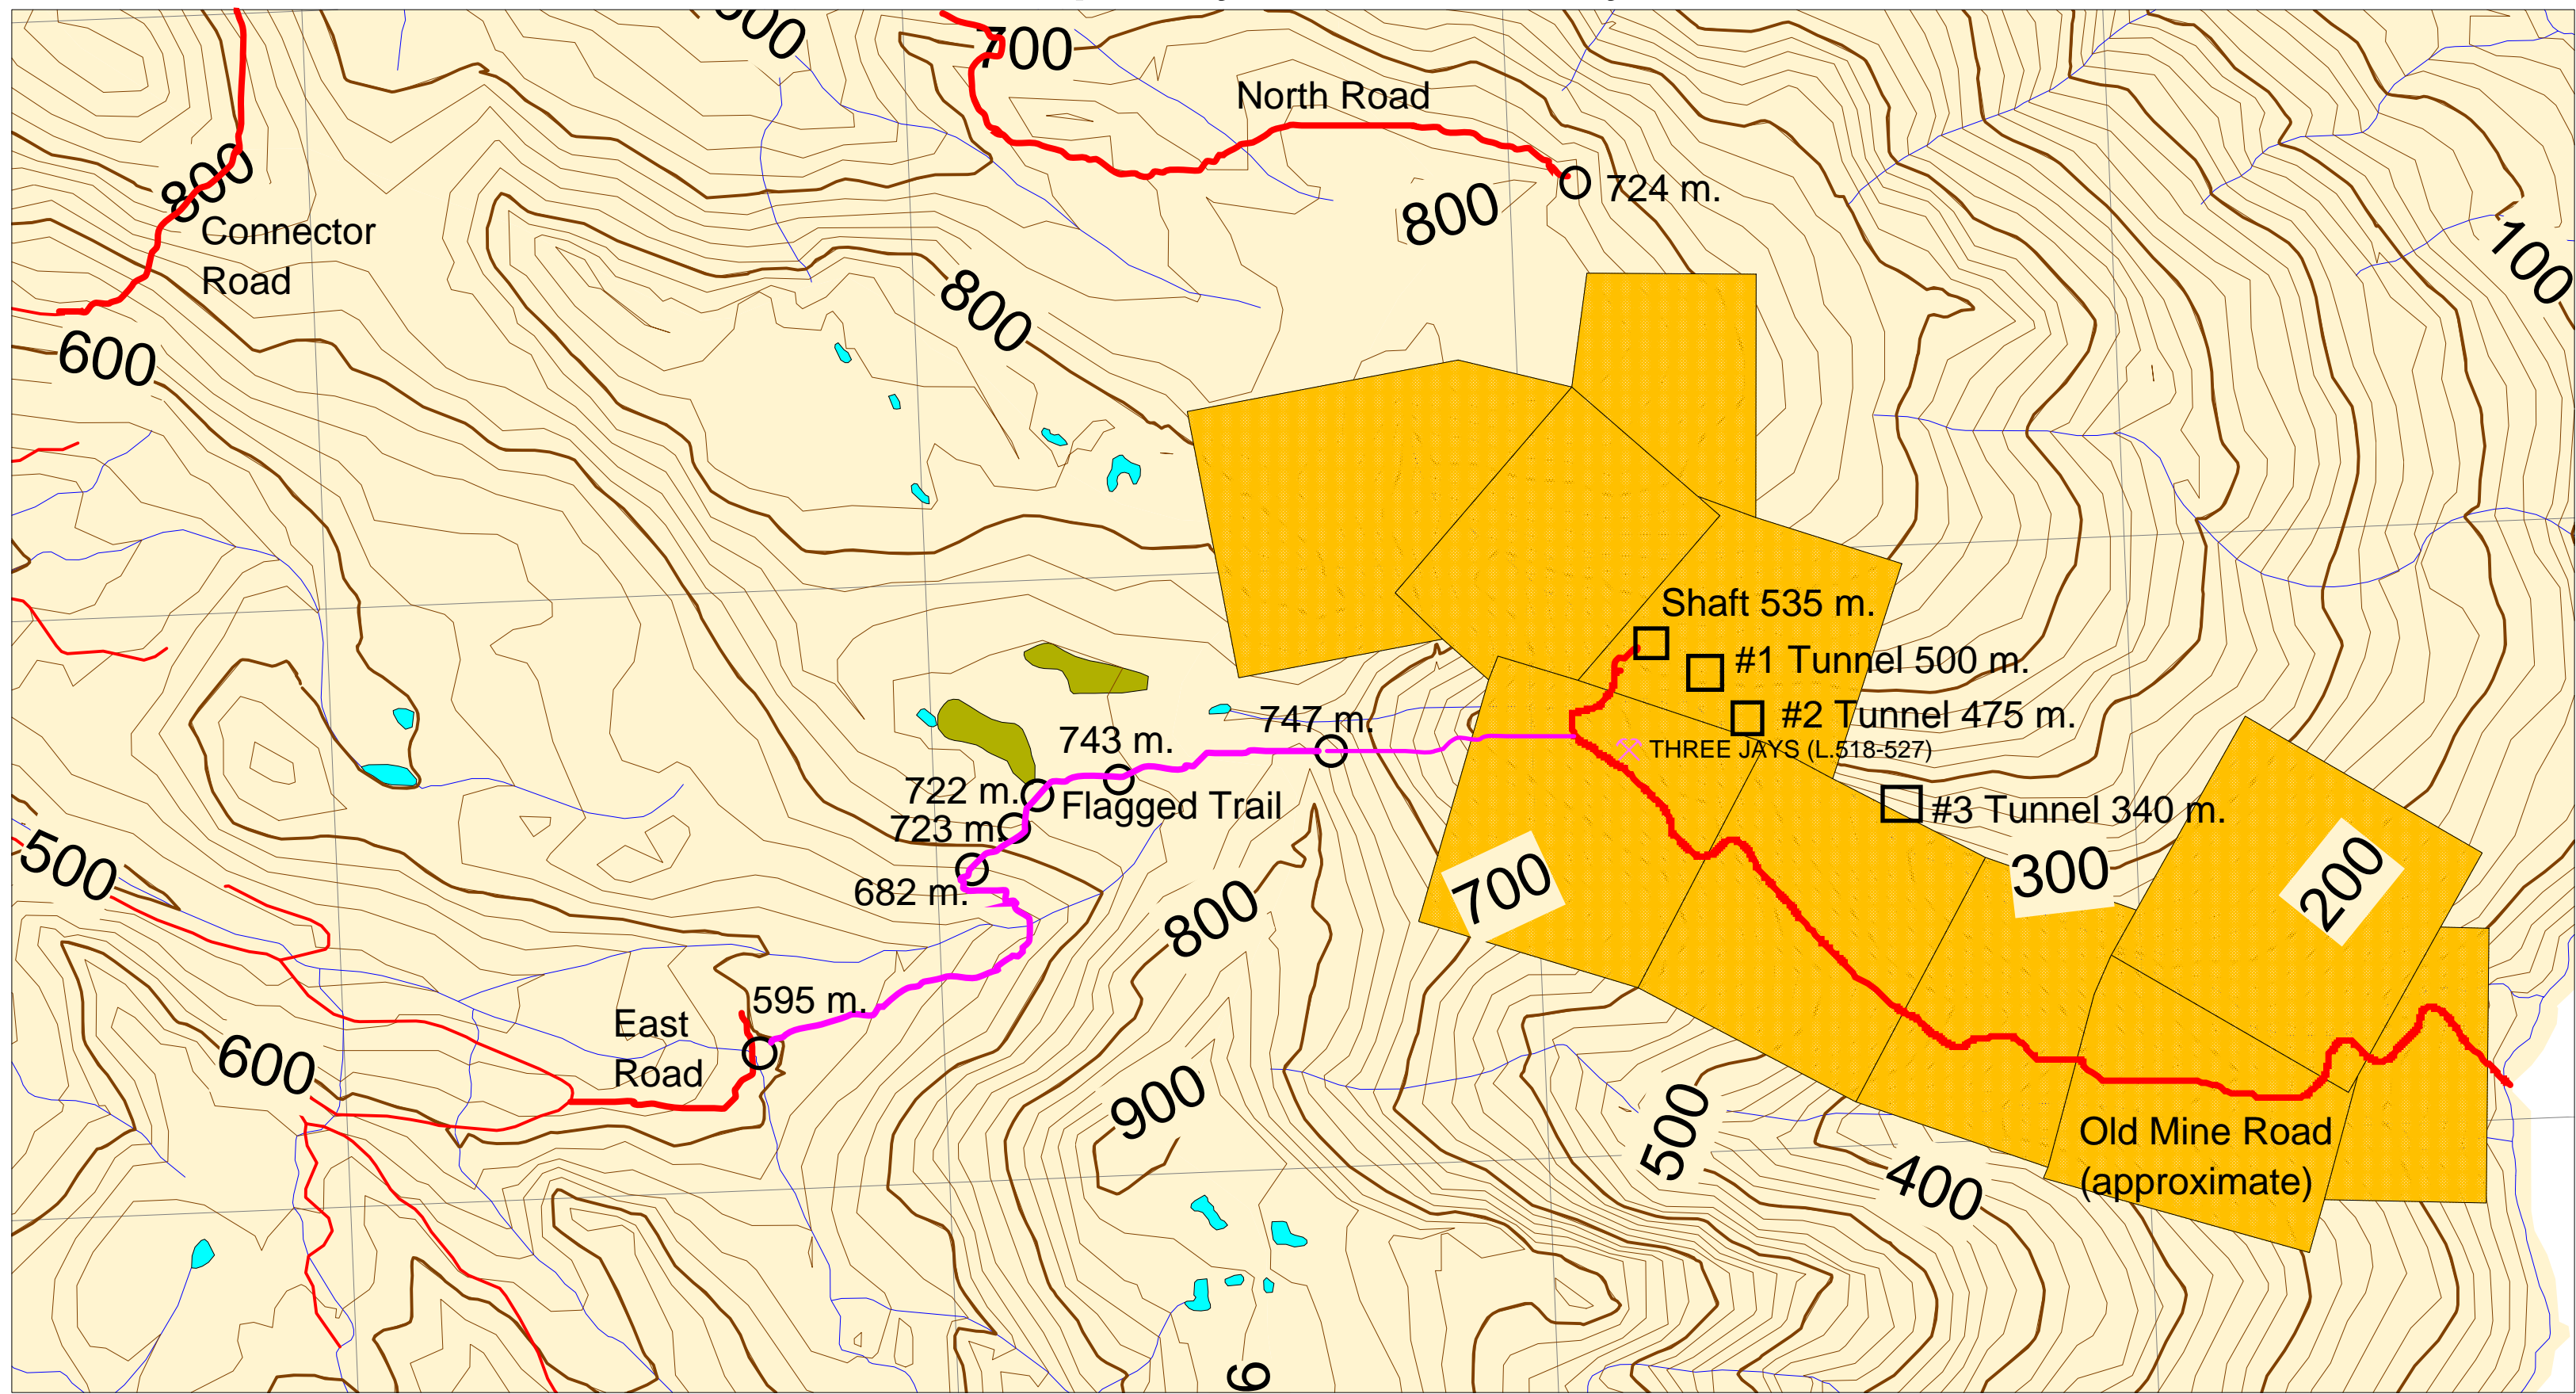 700
North Road
800
724 m.
800
Connector
Road
100
800
600
Shaft 535 m.
#1 Tunnel 500 m.
#2 Tunnel 475 m.
THREE JAYS (L.518-527)
747 m.
743 m.
722 m.
Flagged Trail
723 m.
682 m.
#3 Tunnel 340 m.
500
700
300
200
800
595 m.
East
Road
600
900
500
400
Old Mine Road
(approximate)